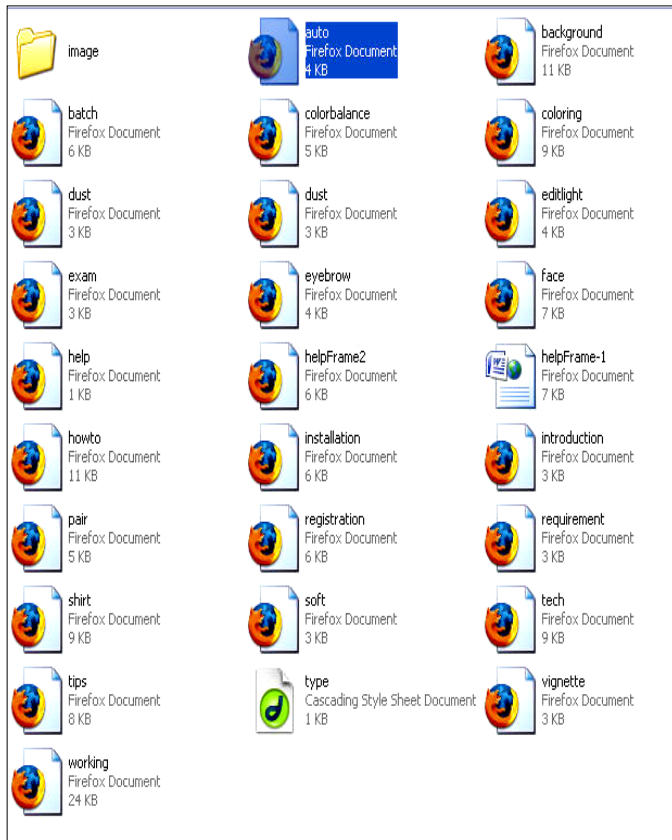 image
auto
Firefox Document
4 KB
background
Firefox Document
11 KB
batch
Firefox Document
6 KB
colorbalance
Firefox Document
5 KB
coloring
Firefox Document
9 KB
dust
Firefox Document
3 KB
dust
Firefox Document
3 KB
editlight
Firefox Document
4 KB
exam
Firefox Document
3 KB
eyebrow
Firefox Document
4 KB
face
Firefox Document
7 KB
help
Firefox Document
1 KB
helpFrame2
Firefox Document
6 KB
helpFrame-1
Firefox Document
7 KB
howto
Firefox Document
11 KB
installation
Firefox Document
6 KB
introduction
Firefox Document
3 KB
pair
Firefox Document
5 KB
registration
Firefox Document
6 KB
requirement
Firefox Document
3 KB
shirt
Firefox Document
9 KB
soft
Firefox Document
3 KB
tech
Firefox Document
9 KB
tips
Firefox Document
8 KB
type
Cascading Style Sheet Document
1 KB
vignette
Firefox Document
3 KB
working
Firefox Document
24 KB